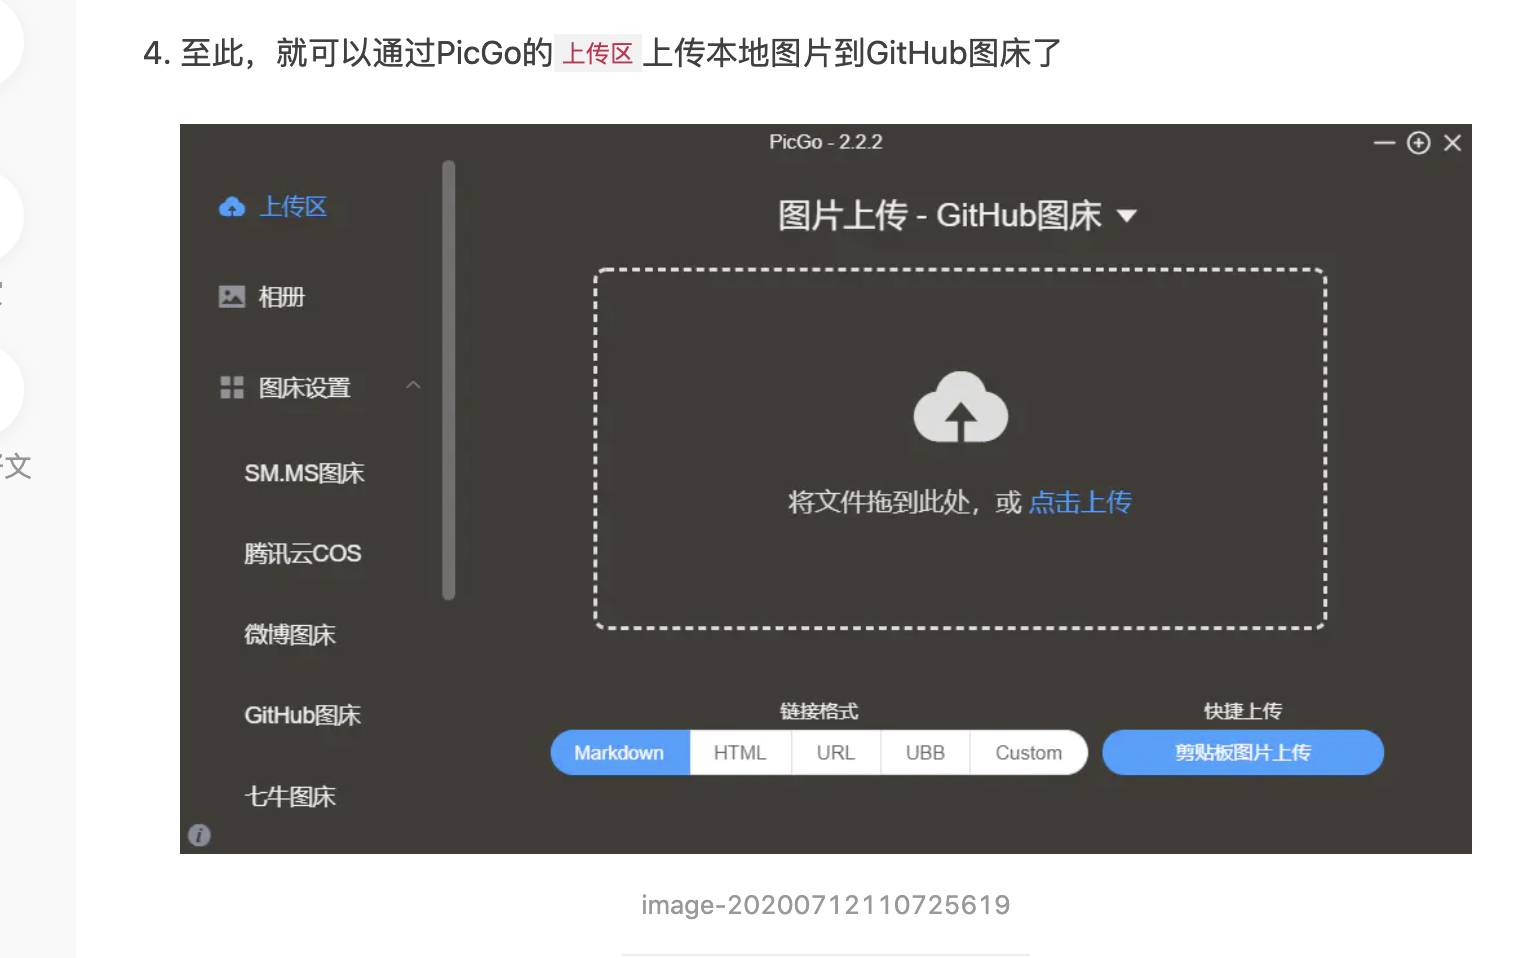 4. 至此，就可以通过PicGo的 上传区 上传本地图片到GitHub图床了
PicGo - 2.2.2
上传区
相册
图床设置
SM.MS图床
腾讯云COS
微博图床
GitHub图床
七牛图床
图片上传 - GitHub图床
将文件拖到此处，或 点击上传
链接格式
Markdown HTML URL UBB Custom
快捷上传
剪贴板图片上传
文
image-20200712110725619